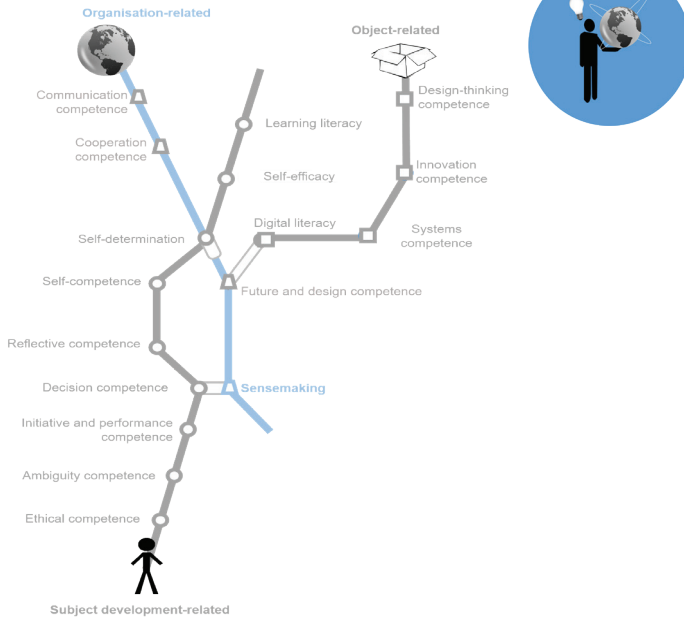 Organisation-related
Object-related
Communication
competence
Design-thinking
competence
Learning literacy
Cooperation
competence
Innovation
competence
Self-efficacy
Digital literacy
Systems
competence
Self-determination
Self-competence
Future and design competence
Reflective competence
Decision competence
Sensemaking
Initiative and performance
competence
Ambiguity competence
Ethical competence
Subject development-related